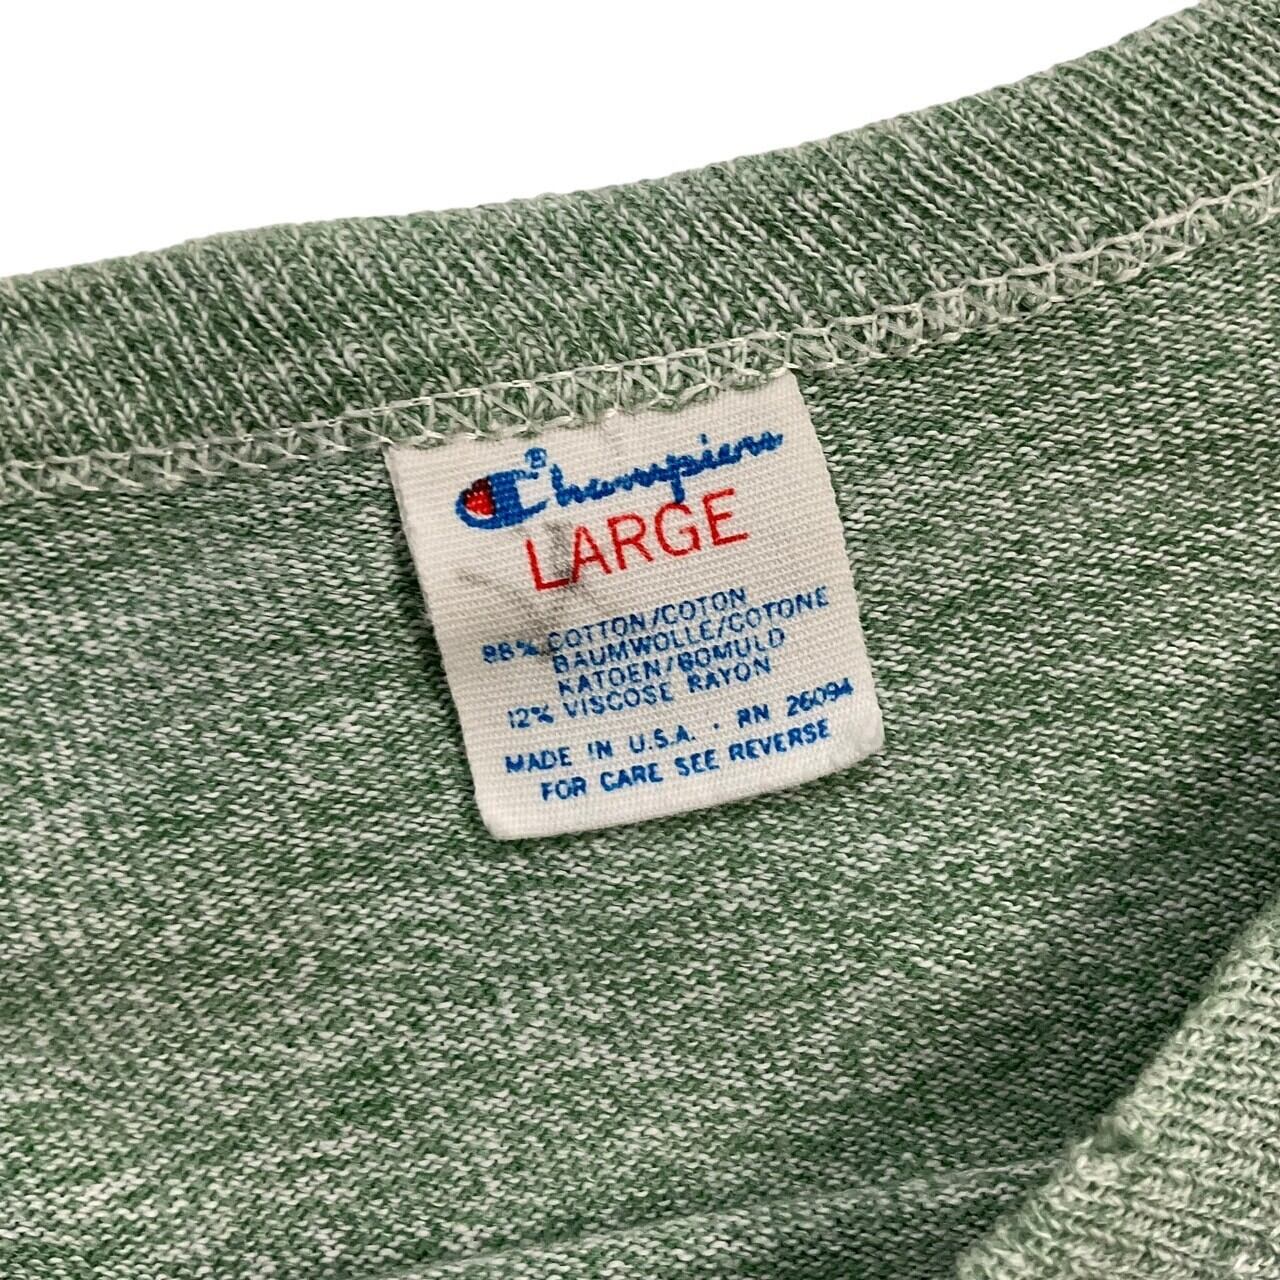 Champion®
LARGE
88% COTTON/COTON
BAUMWOLLE/COTONE
KATOEN/BOMULD
12% VISCOSE RAYON
MADE IN U.S.A. · RN 26094
FOR CARE SEE REVERSE